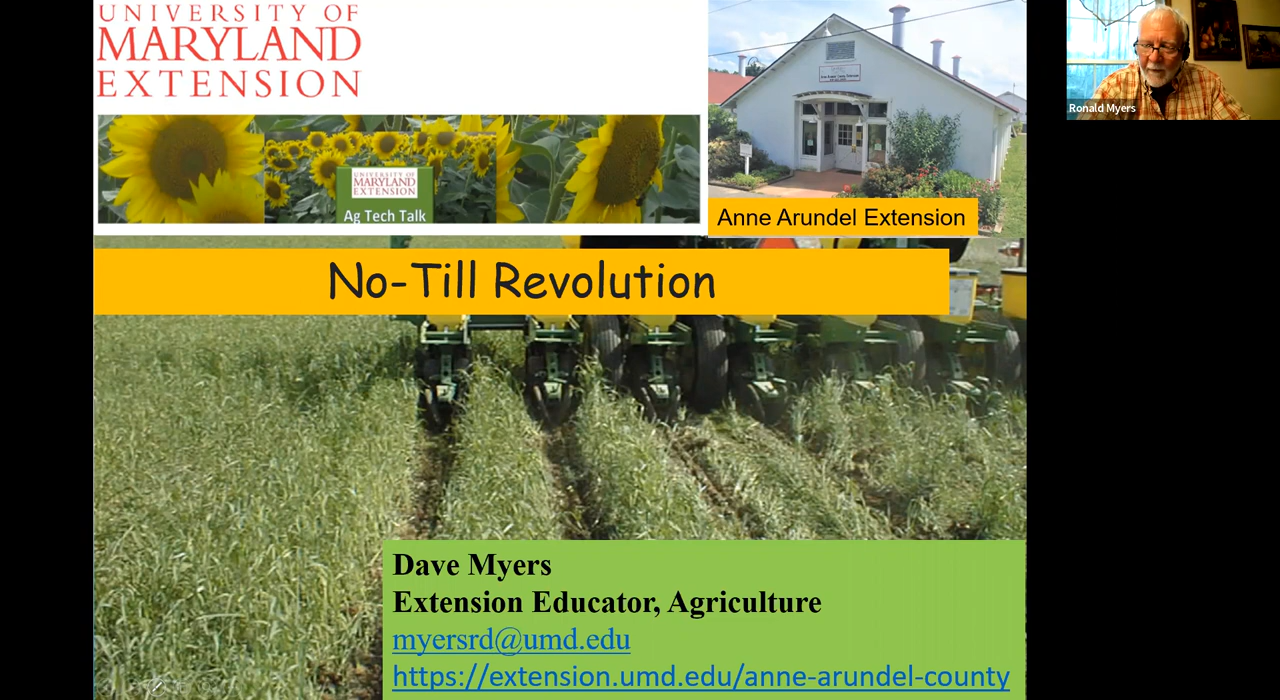 UNIVERSITY OF
MARYLAND
EXTENSION
UNIVERSITY OF
MARYLAND
EXTENSION
Ag Tech Talk
Anne Arundel Extension
Ronald Myers
No-Till Revolution
Dave Myers
Extension Educator, Agriculture
myersrd@umd.edu
https://extension.umd.edu/anne-arundel-county